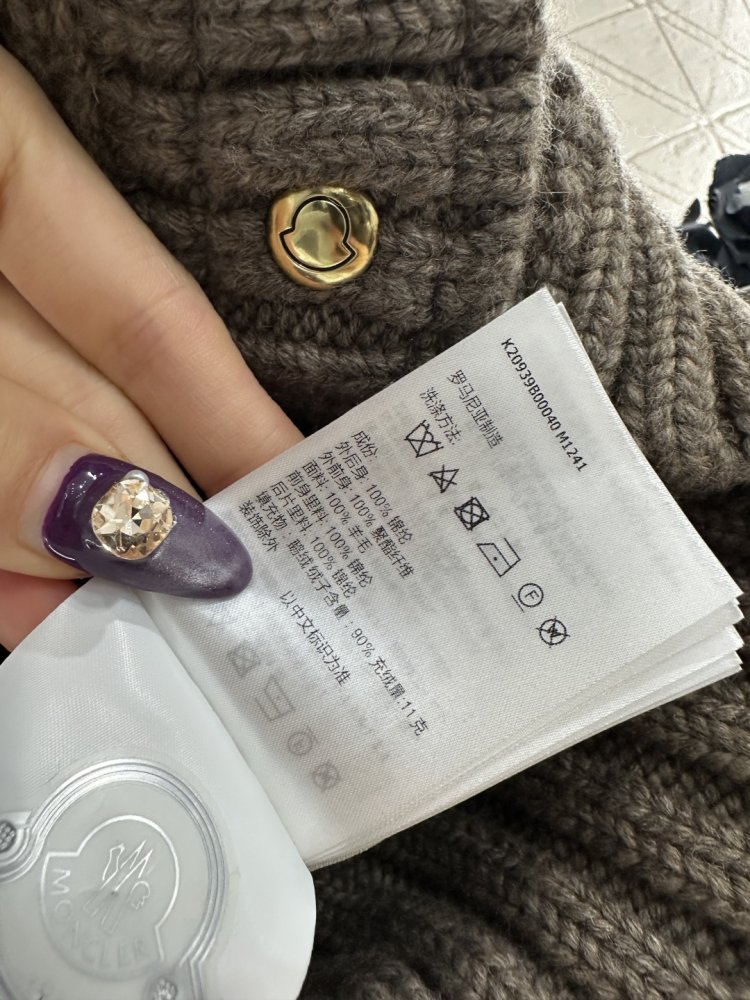 K20939B00040 M1241
罗马尼亚制造
洗涤方法:
F
W
成份:
外后身: 100% 锦纶
外前身: 100% 聚酯纤维
面料: 100% 羊毛
前身里料: 100% 锦纶
后片里料: 100% 锦纶
填充物: 鹅绒绒子含量: 90% 充绒量:11 克
装饰除外
以中文标识为准
MONCLER